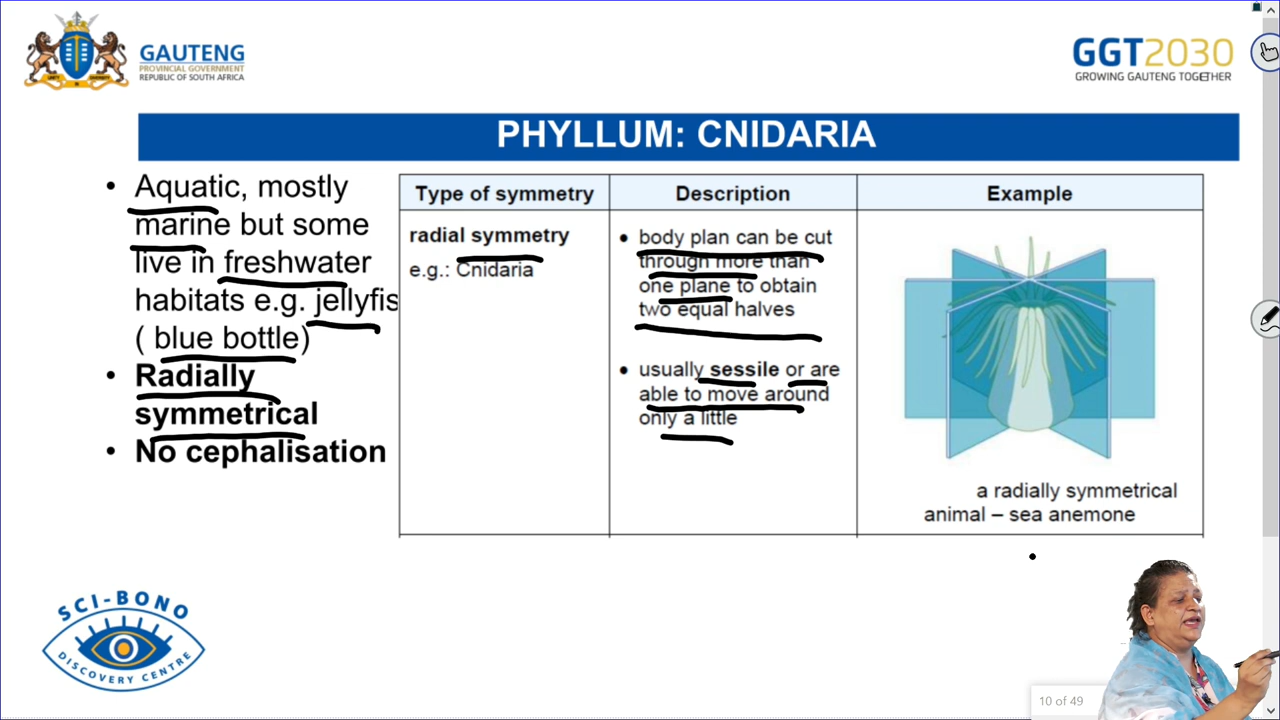 GAUTENG
PROVINCIAL GOVERNMENT
REPUBLIC OF SOUTH AFRICA
GGT2030
GROWING GAUTENG TOGETHER
PHYLLUM: CNIDARIA
• Aquatic, mostly
marine but some
live in freshwater
habitats e.g. jellyfis
( blue bottle)
• Radially
symmetrical
• No cephalisation
Type of symmetry
Description
Example
radial symmetry
e.g.: Cnidaria
• body plan can be cut
through more than
one plane to obtain
two equal halves
• usually sessile or are
able to move around
only a little
a radially symmetrical
animal – sea anemone
SCI-BONO
DISCOVERY CENTRE
10 of 49